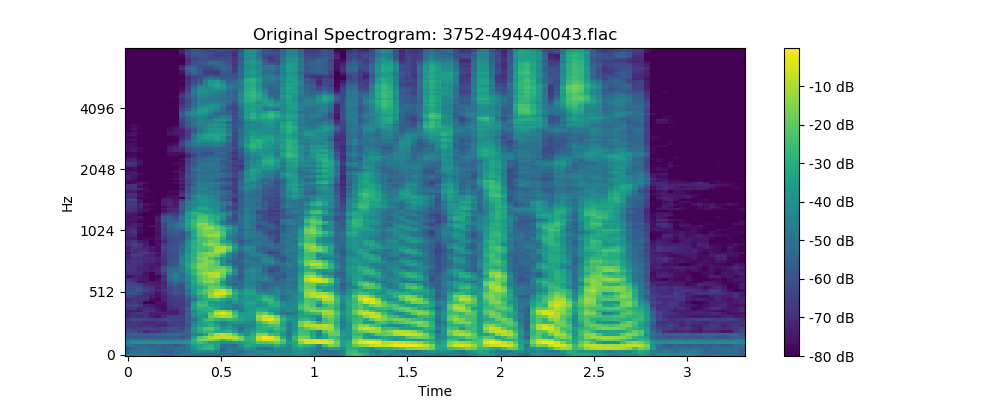 Original Spectrogram: 3752-4944-0043.flac
Hz
4096
2048
1024
512
0
0 0.5 1 1.5 2 2.5 3
Time
-10 dB
-20 dB
-30 dB
-40 dB
-50 dB
-60 dB
-70 dB
-80 dB